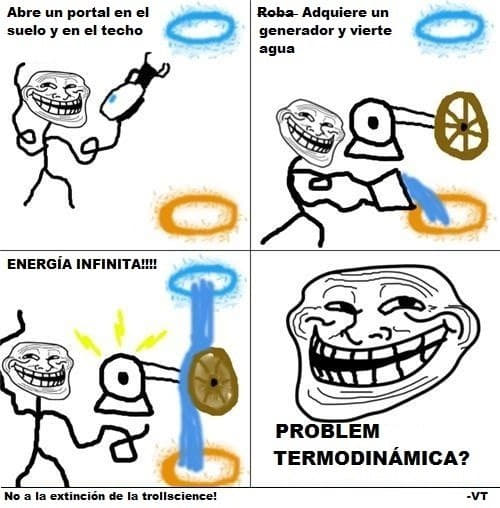 Abre un portal en el
suelo y en el techo
Roba Adquiere un
generador y vierte
agua
ENERGÍA INFINITA!!!!
PROBLEM
TERMODINÁMICA?
No a la extinción de la trollscience!
-VT